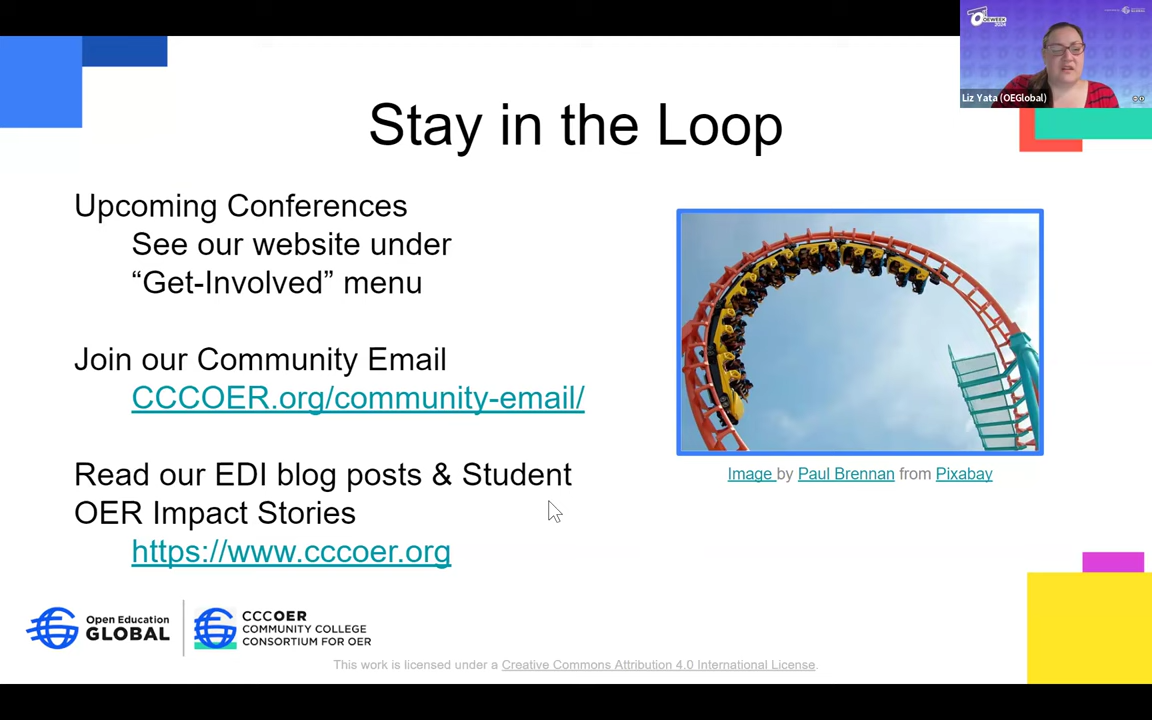 OEWEEK
2024
GLOBAL
Liz Yata (OEGlobal)
Stay in the Loop
Upcoming Conferences
See our website under
“Get-Involved” menu
Join our Community Email
CCCOER.org/community-email/
Read our EDI blog posts & Student
OER Impact Stories
https://www.cccoer.org
Image by Paul Brennan from Pixabay
Open Education
GLOBAL
CCCOER
COMMUNITY COLLEGE
CONSORTIUM FOR OER
This work is licensed under a Creative Commons Attribution 4.0 International License.